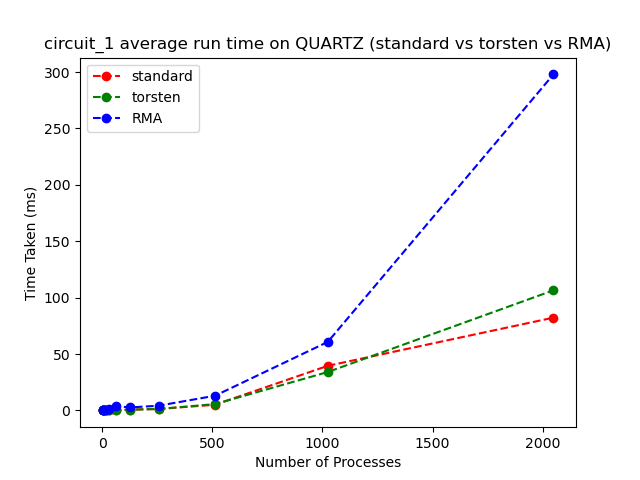 circuit_1 average run time on QUARTZ (standard vs torsten vs RMA)
standard
torsten
RMA
300
250
200
150
100
50
0
Time Taken (ms)
0 500 1000 1500 2000
Number of Processes